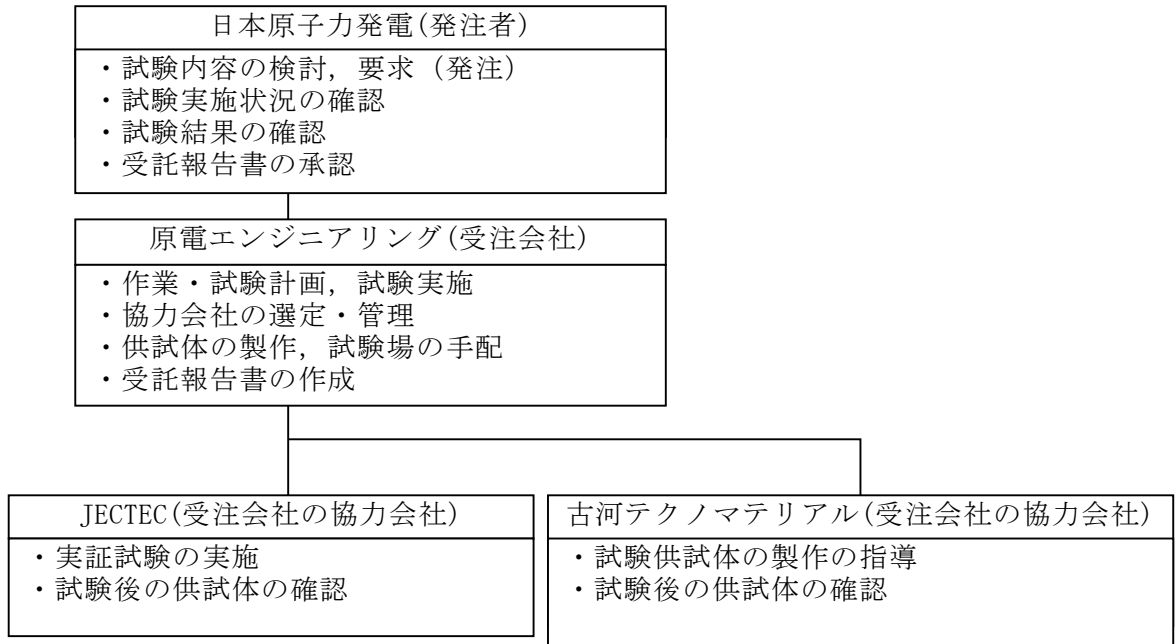 日本原子力発電(発注者)
・試験内容の検討，要求（発注）
・試験実施状況の確認
・試験結果の確認
・受託報告書の承認
原電エンジニアリング(受注会社)
・作業・試験計画，試験実施
・協力会社の選定・管理
・供試体の製作，試験場の手配
・受託報告書の作成
JECTEC(受注会社の協力会社)
・実証試験の実施
・試験後の供試体の確認
古河テクノマテリアル(受注会社の協力会社)
・試験供試体の製作の指導
・試験後の供試体の確認